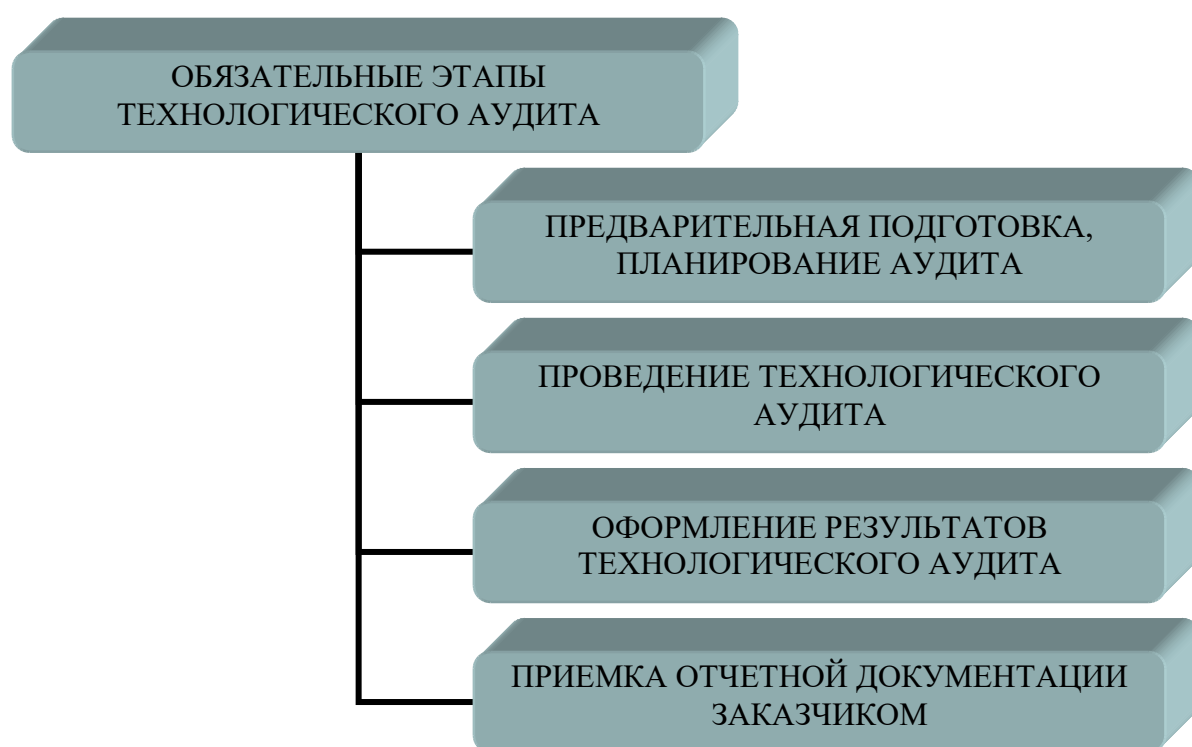 ОБЯЗАТЕЛЬНЫЕ ЭТАПЫ
ТЕХНОЛОГИЧЕСКОГО АУДИТА
ПРЕДВАРИТЕЛЬНАЯ ПОДГОТОВКА,
ПЛАНИРОВАНИЕ АУДИТА
ПРОВЕДЕНИЕ ТЕХНОЛОГИЧЕСКОГО
АУДИТА
ОФОРМЛЕНИЕ РЕЗУЛЬТАТОВ
ТЕХНОЛОГИЧЕСКОГО АУДИТА
ПРИЕМКА ОТЧЕТНОЙ ДОКУМЕНТАЦИИ
ЗАКАЗЧИКОМ